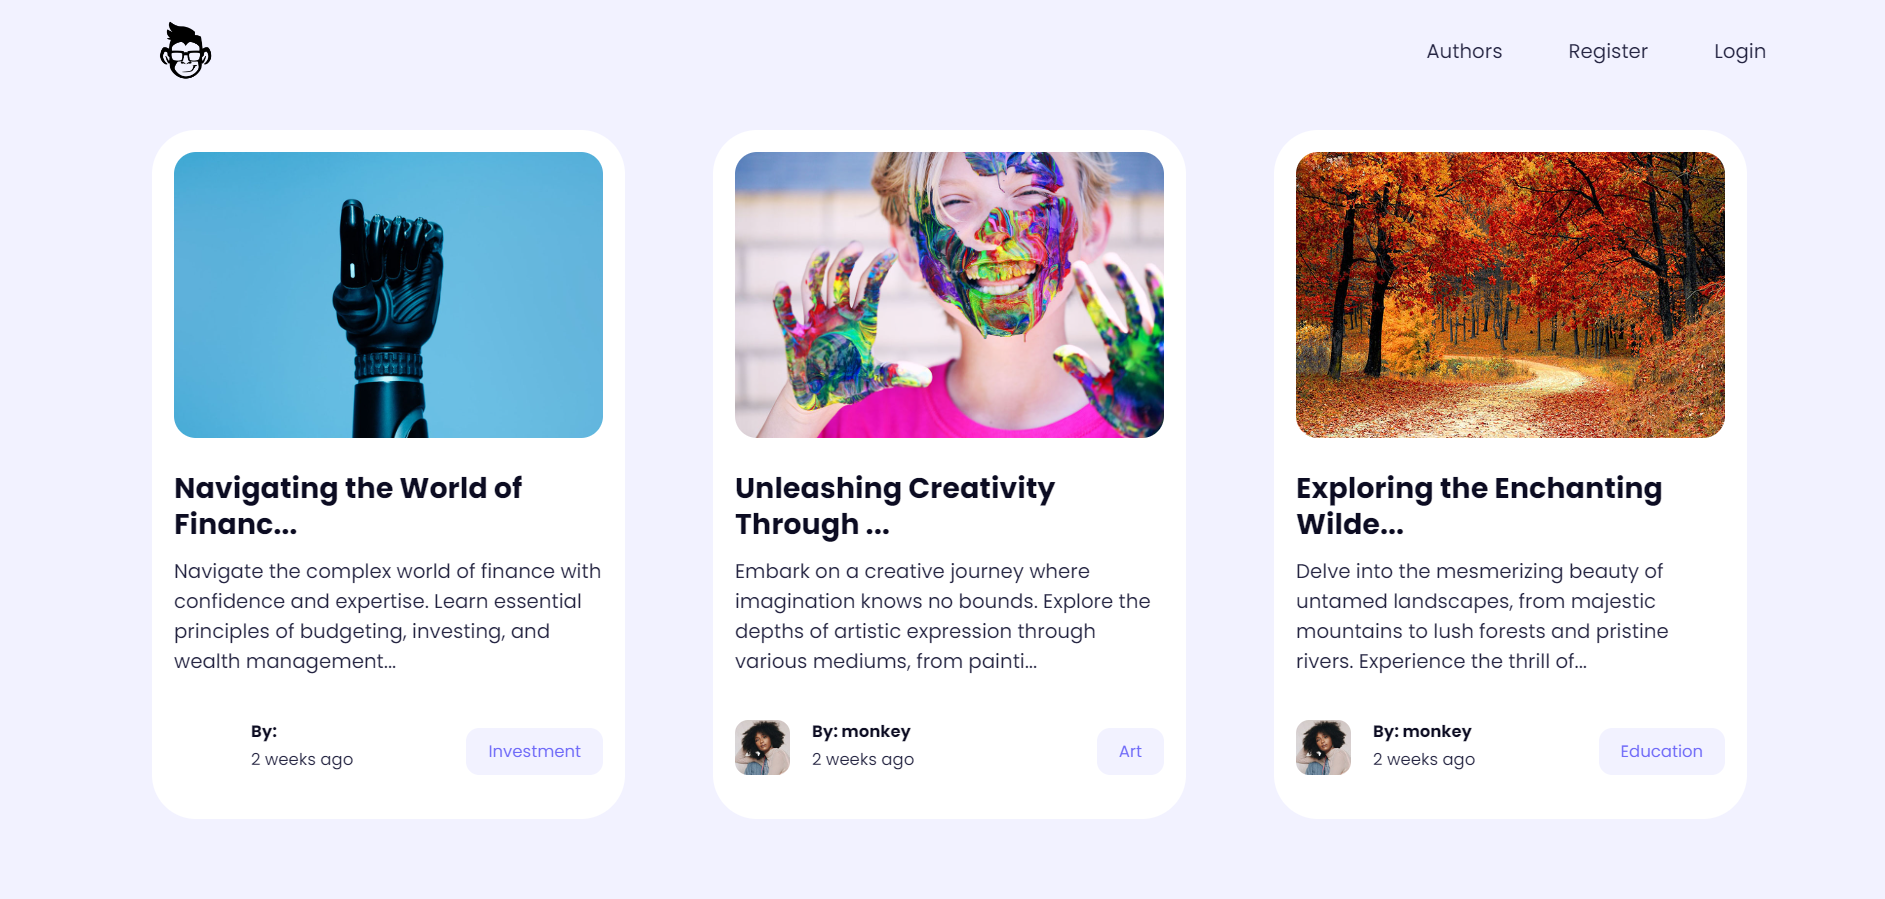 Authors
Register
Login
Navigating the World of
Financ...
Navigate the complex world of finance with
confidence and expertise. Learn essential
principles of budgeting, investing, and
wealth management...
By:
2 weeks ago
Investment
Unleashing Creativity
Through ...
Embark on a creative journey where
imagination knows no bounds. Explore the
depths of artistic expression through
various mediums, from painti...
By: monkey
2 weeks ago
Art
Exploring the Enchanting
Wilde...
Delve into the mesmerizing beauty of
untamed landscapes, from majestic
mountains to lush forests and pristine
rivers. Experience the thrill of...
By: monkey
2 weeks ago
Education